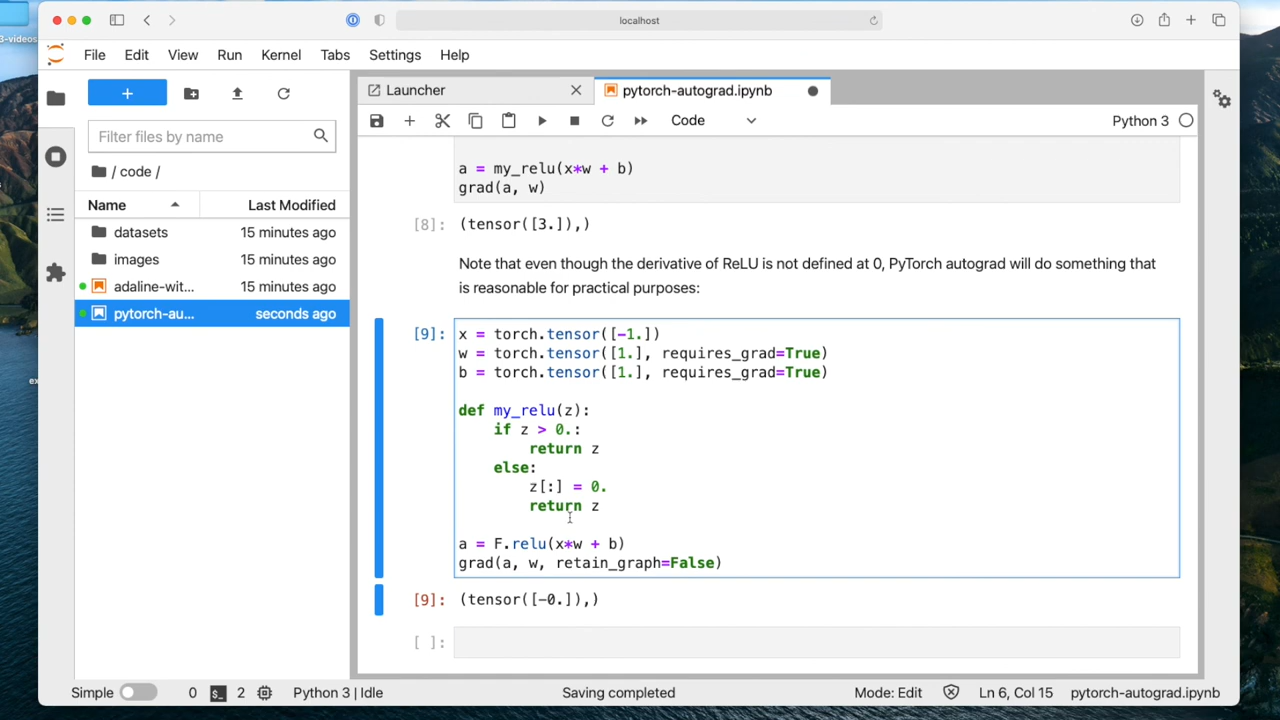 3-videos
localhost
File Edit View Run Kernel Tabs Settings Help
Launcher
pytorch-autograd.ipynb
Filter files by name
Code
Python 3
/ code /
Name Last Modified
datasets 15 minutes ago
images 15 minutes ago
adaline-wit... 15 minutes ago
pytorch-au... seconds ago
ex
a = my_relu(x*w + b)
grad(a, w)
[8]: (tensor([3.]),)
Note that even though the derivative of ReLU is not defined at 0, PyTorch autograd will do something that
is reasonable for practical purposes:
[9]: x = torch.tensor([-1.])
w = torch.tensor([1.], requires_grad=True)
b = torch.tensor([1.], requires_grad=True)
def my_relu(z):
if z > 0.:
return z
else:
z[:] = 0.
return z
a = F.relu(x*w + b)
grad(a, w, retain_graph=False)
[9]: (tensor([-0.]),)
[ ]:
Simple 0 $_ 2 Python 3 | Idle Saving completed Mode: Edit Ln 6, Col 15 pytorch-autograd.ipynb